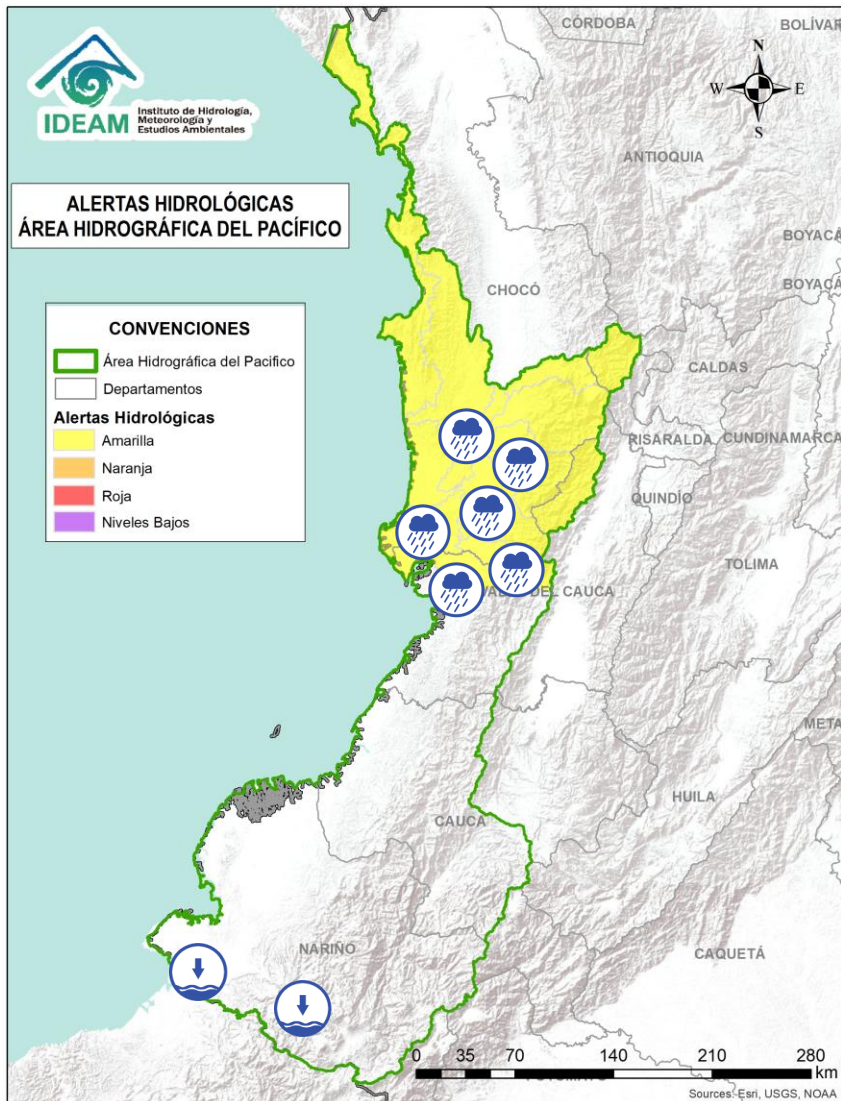 CÓRDOBA
BOLÍVAR
IDEAM
Instituto de Hidrología,
Meteorología y
Estudios Ambientales
N
W
E
S
ANTIOQUIA
ALERTAS HIDROLÓGICAS
ÁREA HIDROGRÁFICA DEL PACÍFICO
BOYACÁ
BOYACÁ
CHOCÓ
CONVENCIONES
Área Hidrográfica del Pacifico
Departamentos
Alertas Hidrológicas
Amarilla
Naranja
Roja
Niveles Bajos
CALDAS
RISARALDA
CUNDINAMARCA
QUINDÍO
TOLIMA
VALLE DEL CAUCA
META
HUILA
CAUCA
NARIÑO
CAQUETÁ
0 35 70 140 210 280
km
Sources: Esri, USGS, NOAA